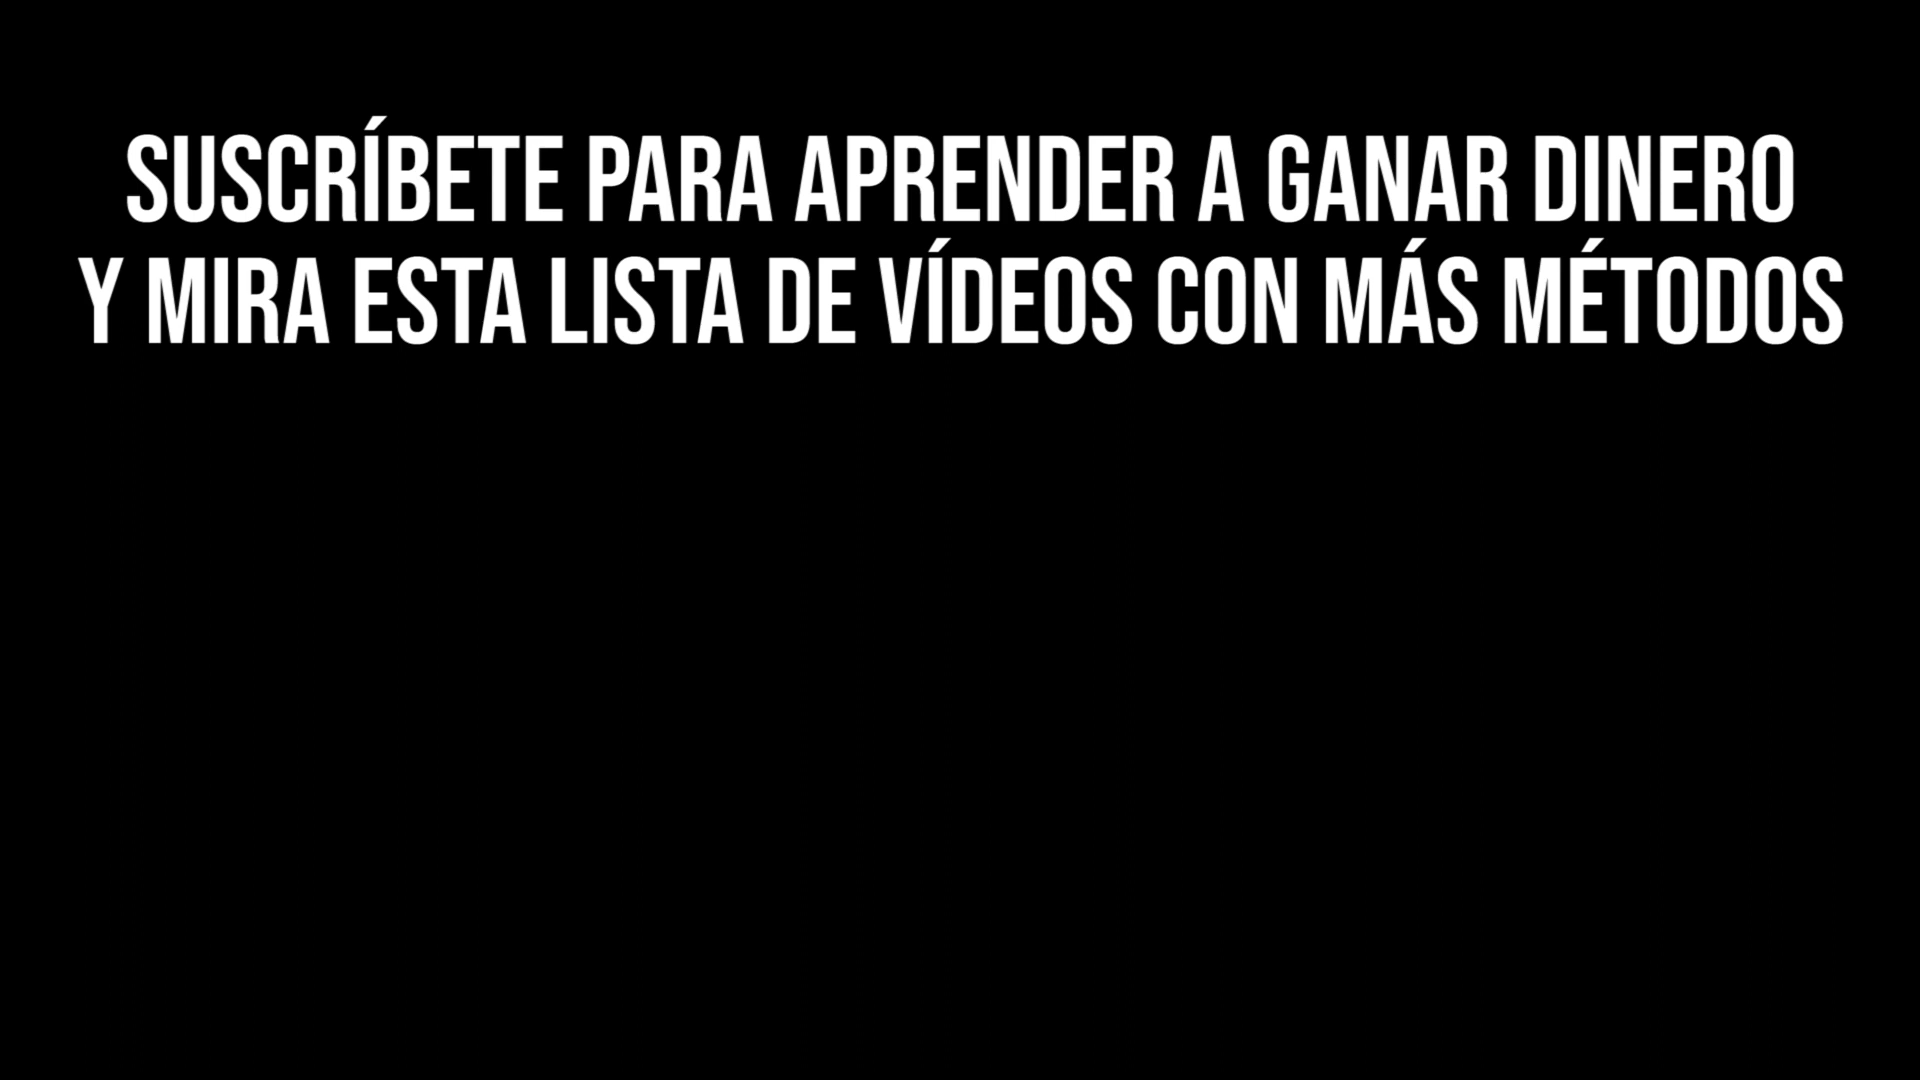 SUSCRÍBETE PARA APRENDER A GANAR DINERO
Y MIRA ESTA LISTA DE VÍDEOS CON MÁS MÉTODOS